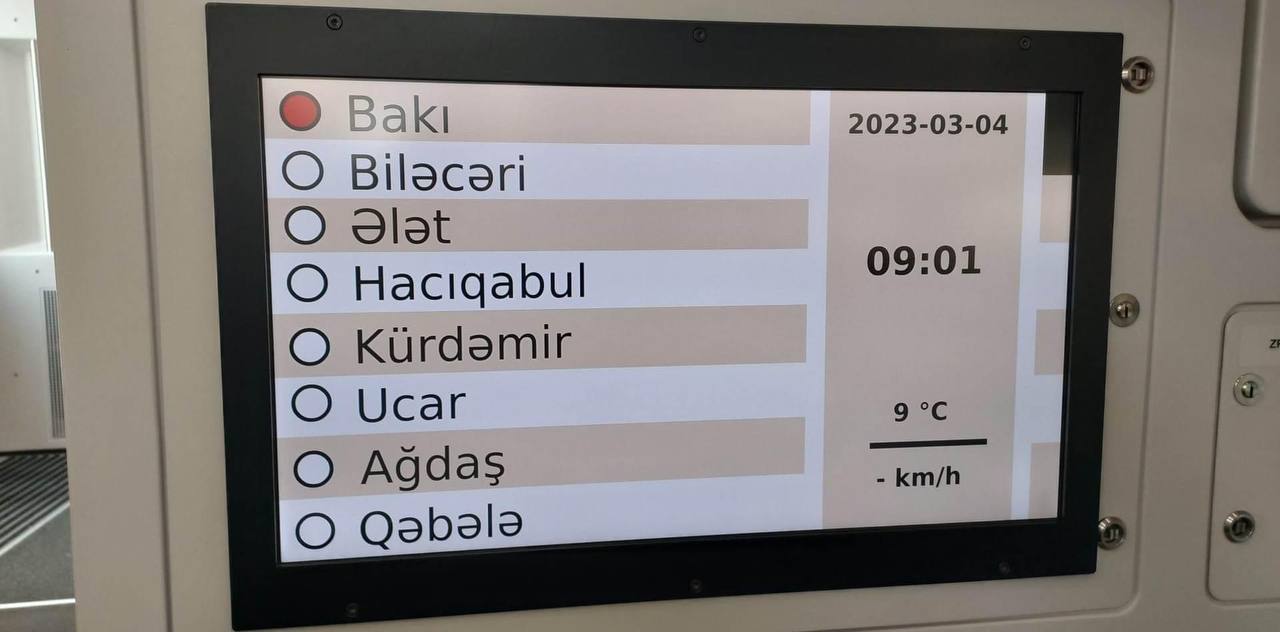 Bakı
Biləcəri
Ələt
Hacıqabul
Kürdəmir
Ucar
Ağdaş
Qəbələ
2023-03-04
09:01
9 °C
- km/h